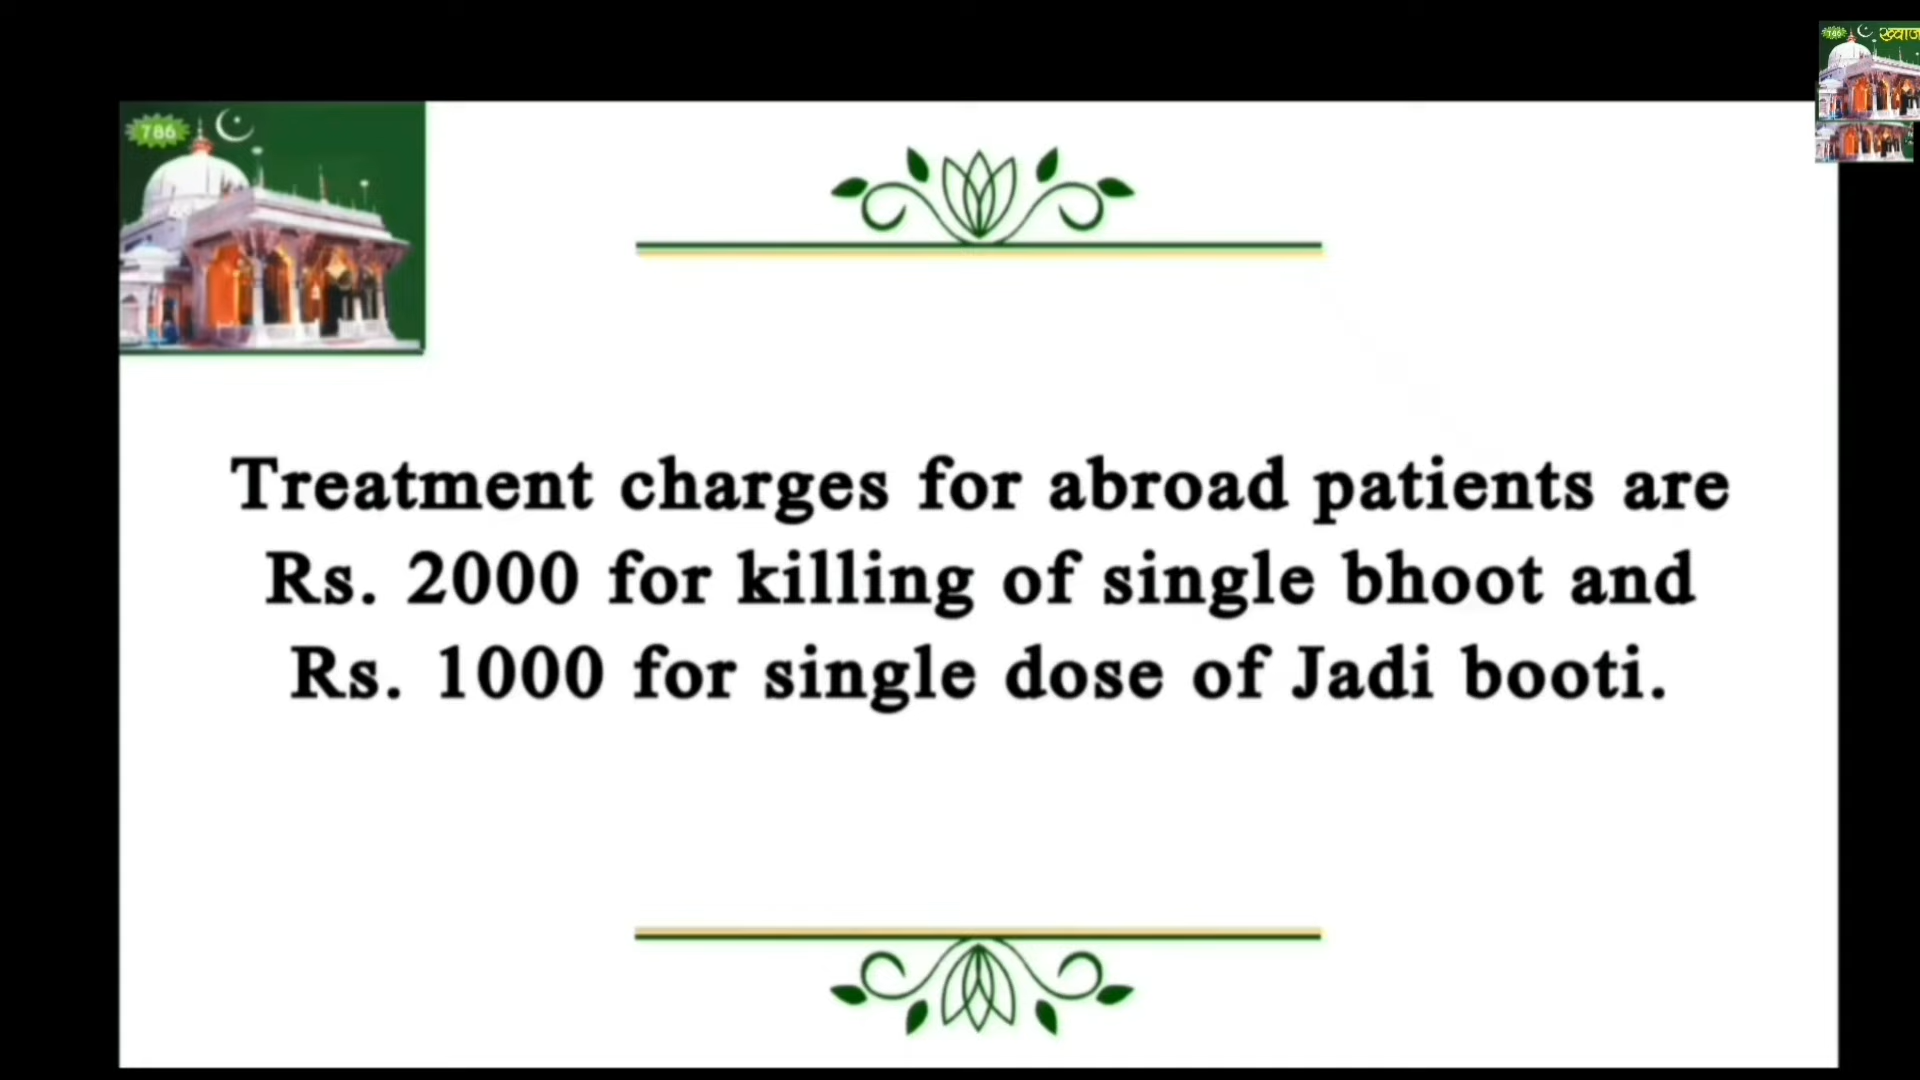 786
786
ख्वाज
Treatment charges for abroad patients are
Rs. 2000 for killing of single bhoot and
Rs. 1000 for single dose of Jadi booti.